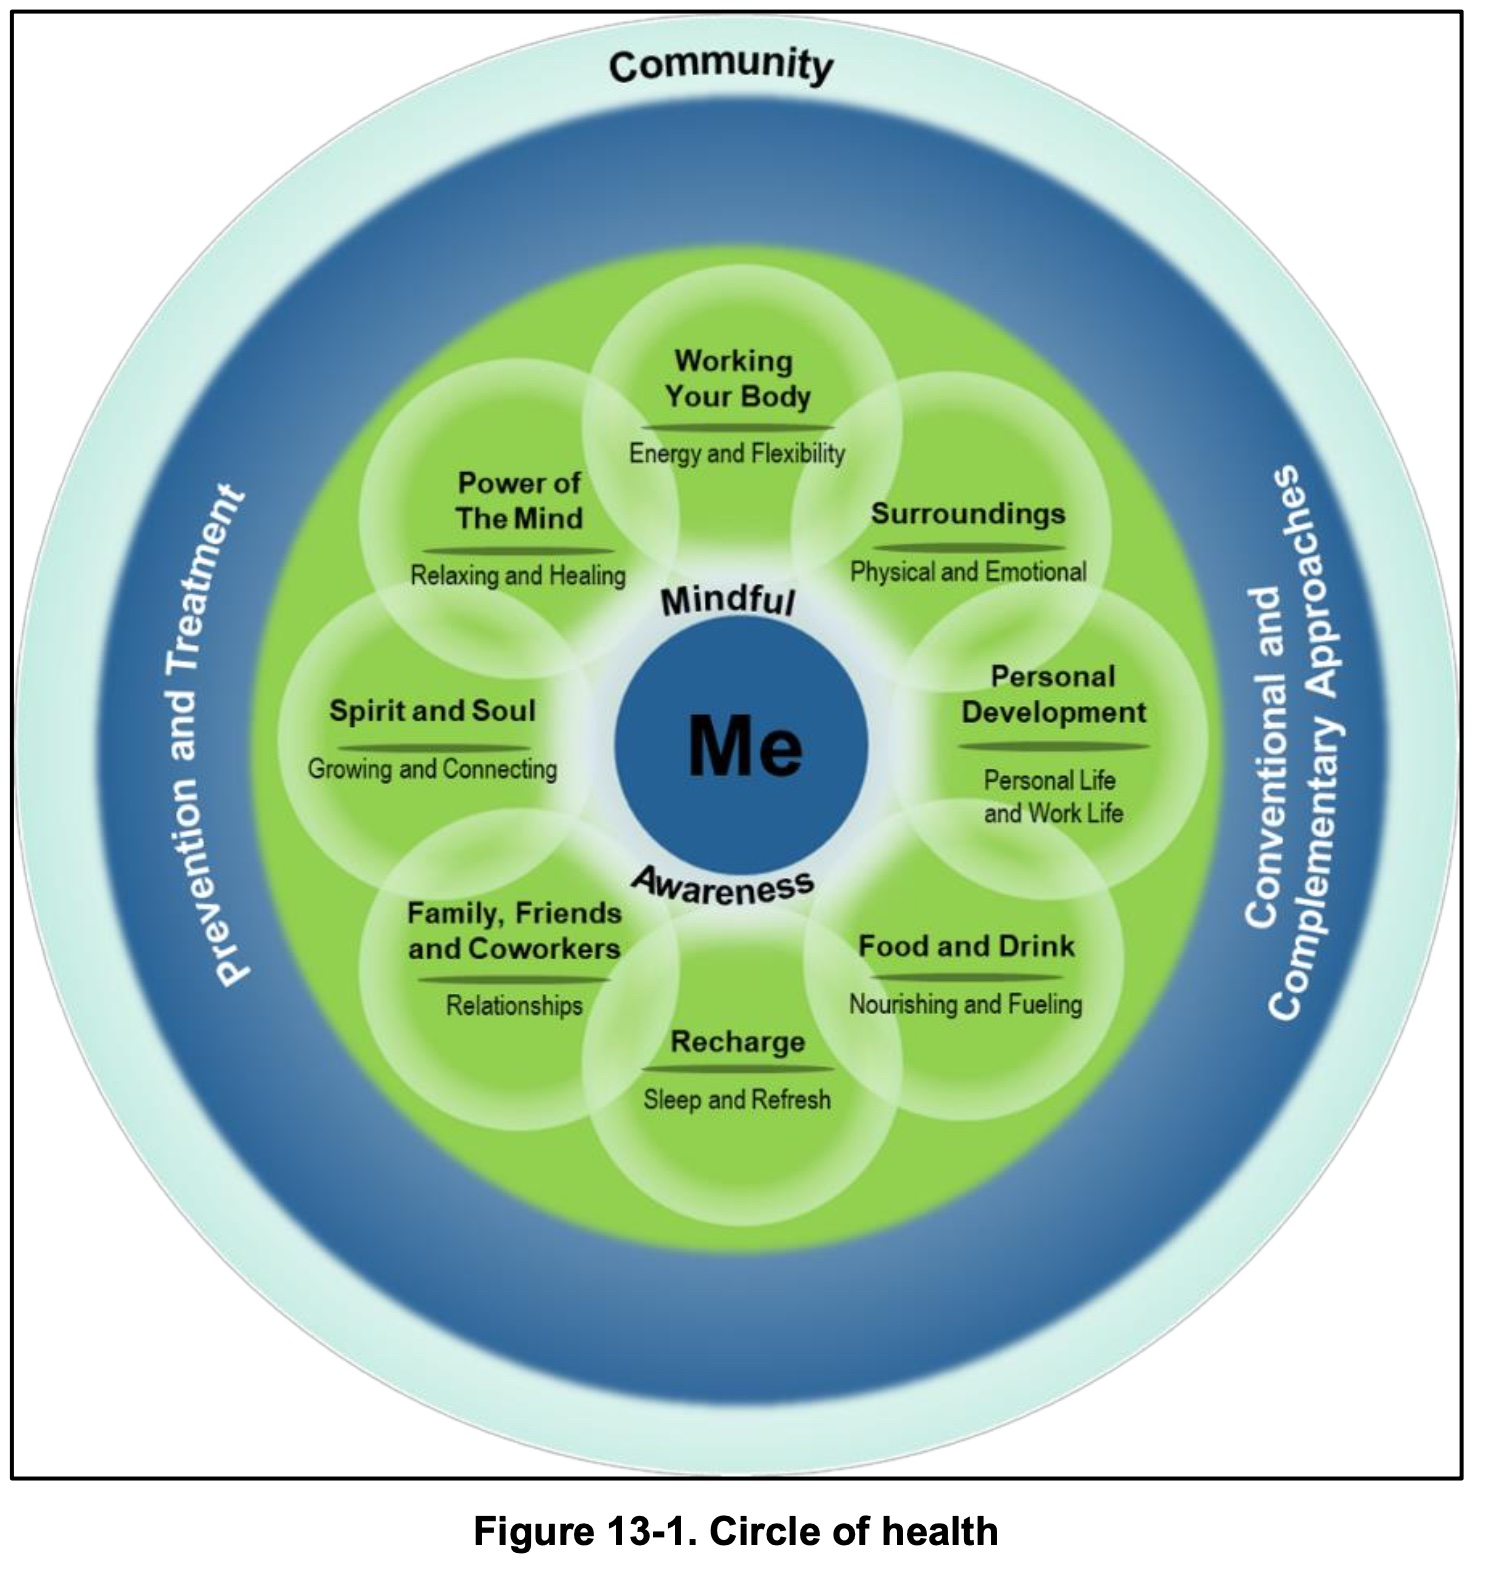 Community
Prevention and Treatment
Conventional and
Complementary Approaches
Working
Your Body
Energy and Flexibility
Surroundings
Physical and Emotional
Personal
Development
Personal Life
and Work Life
Food and Drink
Nourishing and Fueling
Recharge
Sleep and Refresh
Family, Friends
and Coworkers
Relationships
Spirit and Soul
Growing and Connecting
Power of
The Mind
Relaxing and Healing
Mindful
Me
Awareness
Figure 13-1. Circle of health